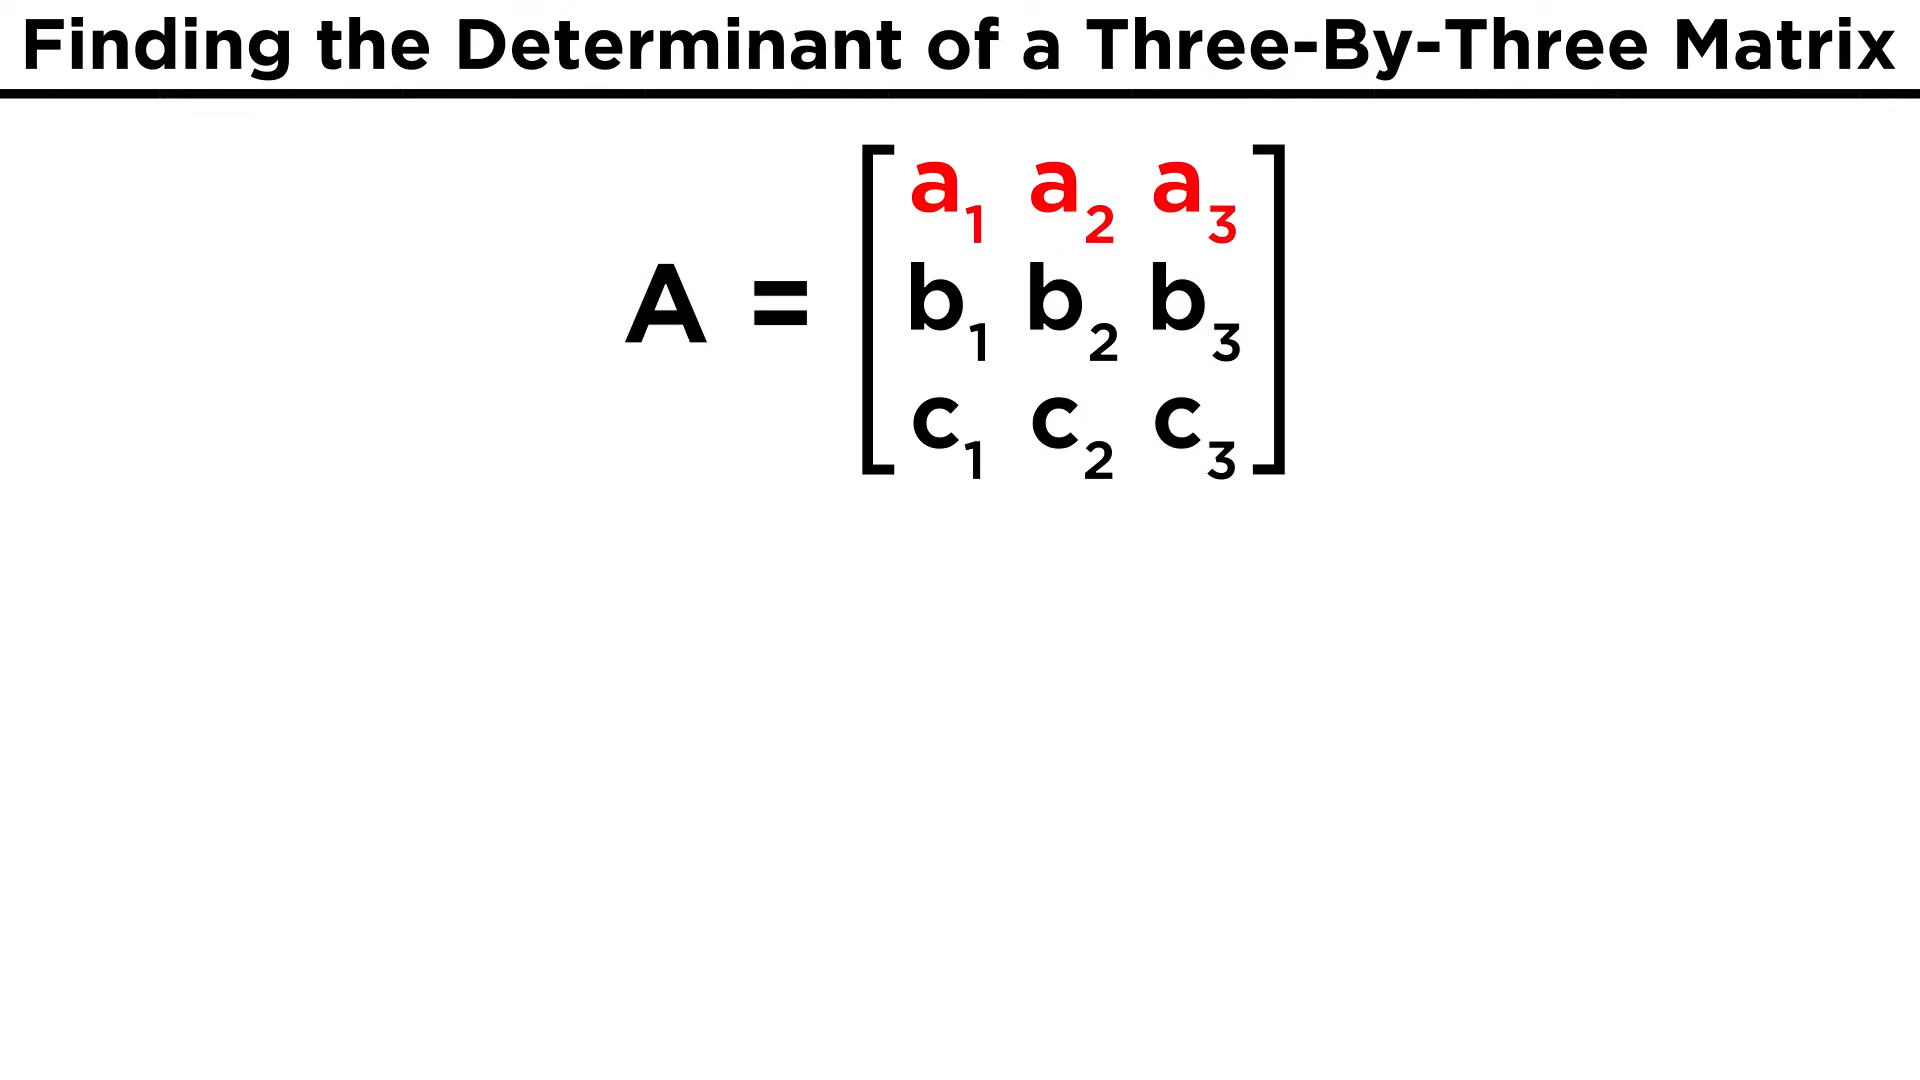 Finding the Determinant of a Three-By-Three Matrix
a₁ a₂ a₃
A = b₁ b₂ b₃
c₁ c₂ c₃